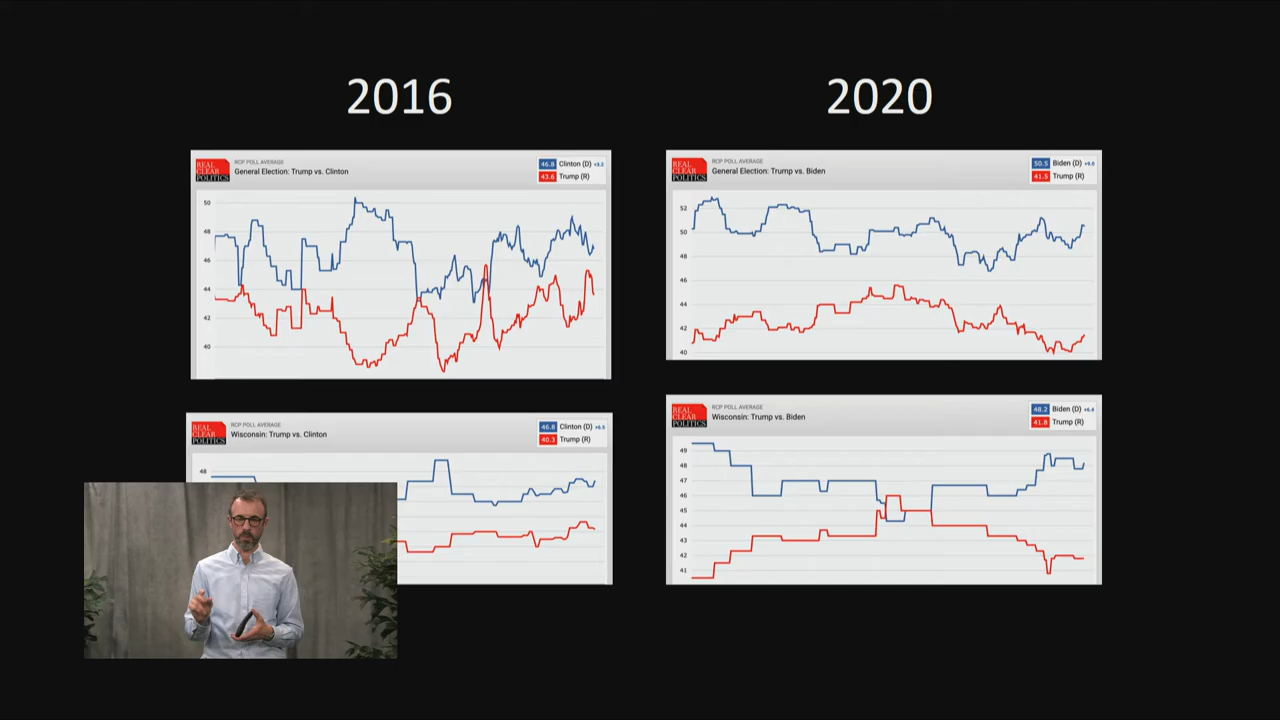 2016
2020
REAL
CLEAR
POLITICS
RCP POLL AVERAGE
General Election: Trump vs. Clinton
46.8 Clinton (D) +3.2
43.6 Trump (R)
50
48
46
44
42
40
REAL
CLEAR
POLITICS
RCP POLL AVERAGE
General Election: Trump vs. Biden
50.5 Biden (D) +9.0
41.5 Trump (R)
52
50
48
46
44
42
40
REAL
CLEAR
POLITICS
RCP POLL AVERAGE
Wisconsin: Trump vs. Clinton
46.8 Clinton (D) +6.5
40.3 Trump (R)
48
REAL
CLEAR
POLITICS
RCP POLL AVERAGE
Wisconsin: Trump vs. Biden
48.2 Biden (D) +6.4
41.8 Trump (R)
49
48
47
46
45
44
43
42
41